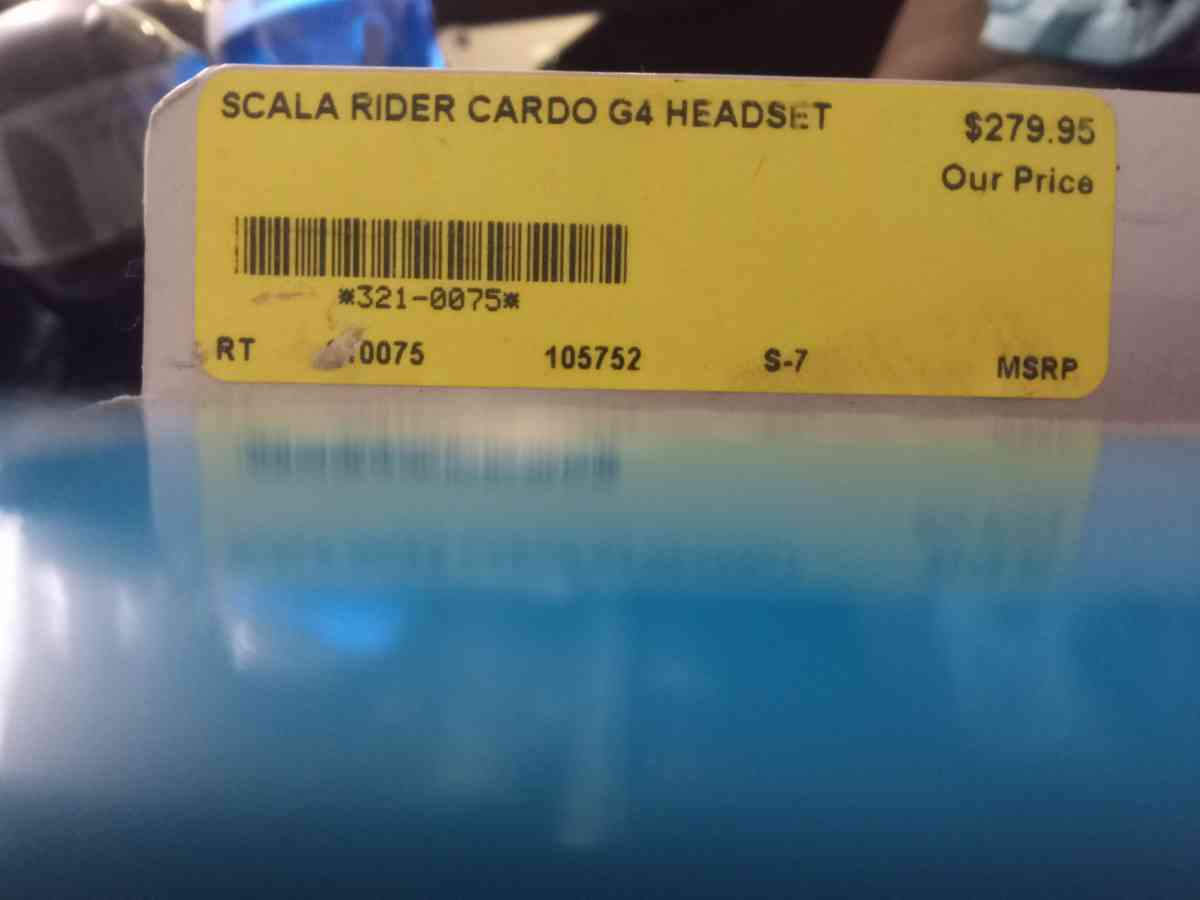 SCALA RIDER CARDO G4 HEADSET
$279.95
Our Price
*321-0075*
RT 105752 S-7 MSRP